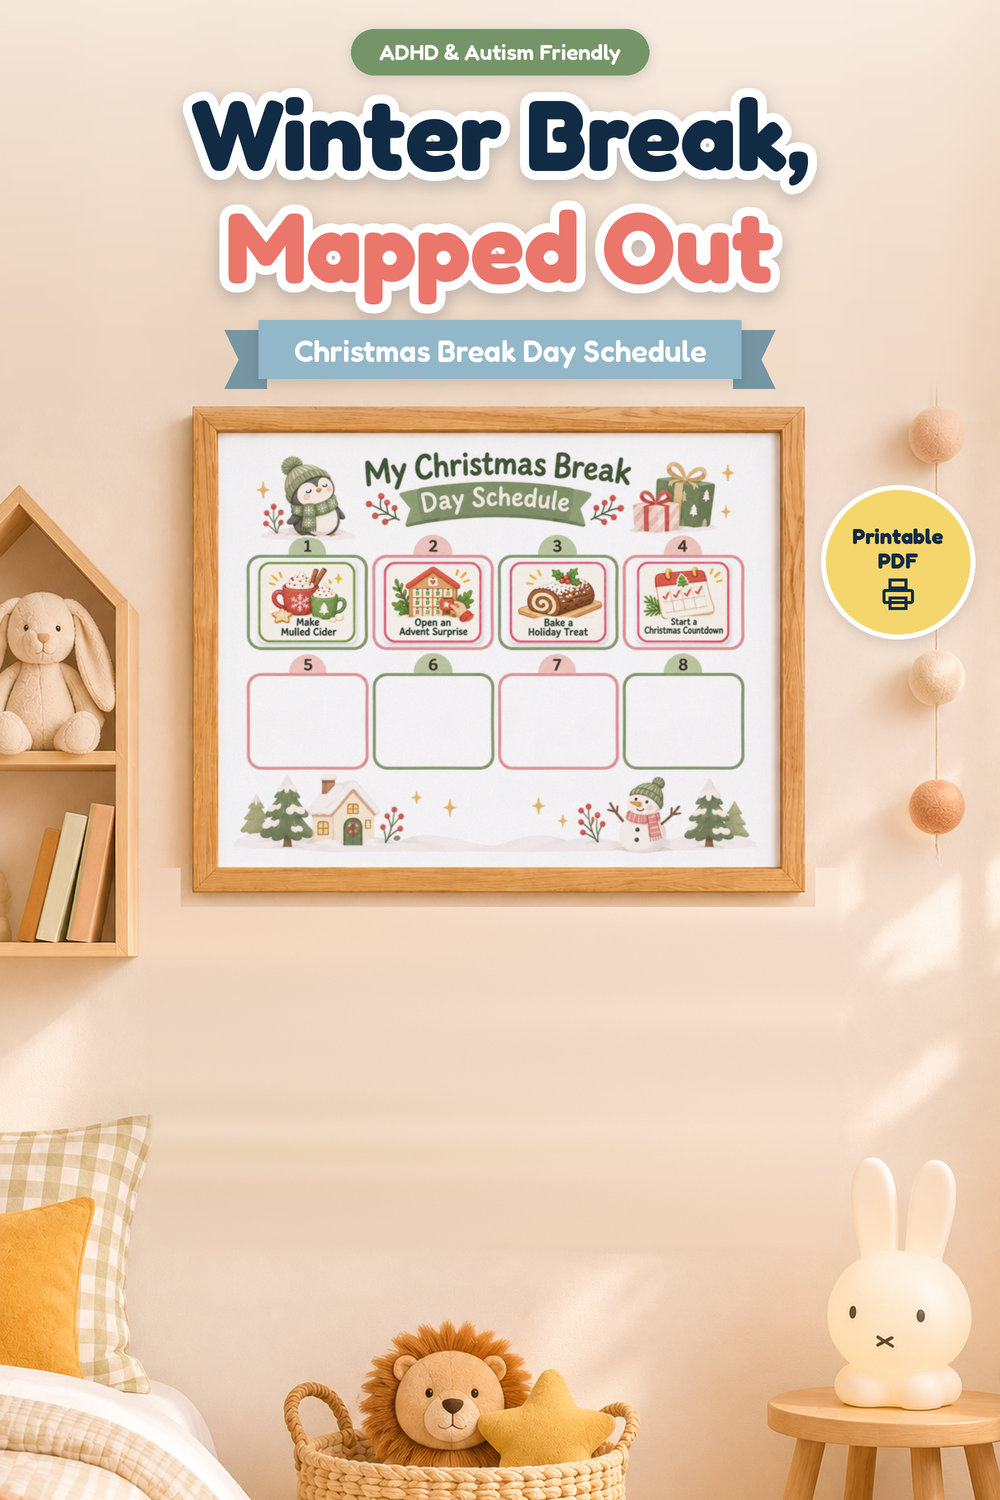 ADHD & Autism Friendly
Winter Break,
Mapped Out
Christmas Break Day Schedule
My Christmas Break
Day Schedule
1
2
3
4
Make
Mulled Cider
Open an
Advent Surprise
Bake a
Holiday Treat
Start a
Christmas Countdown
5
6
7
8
Printable
PDF